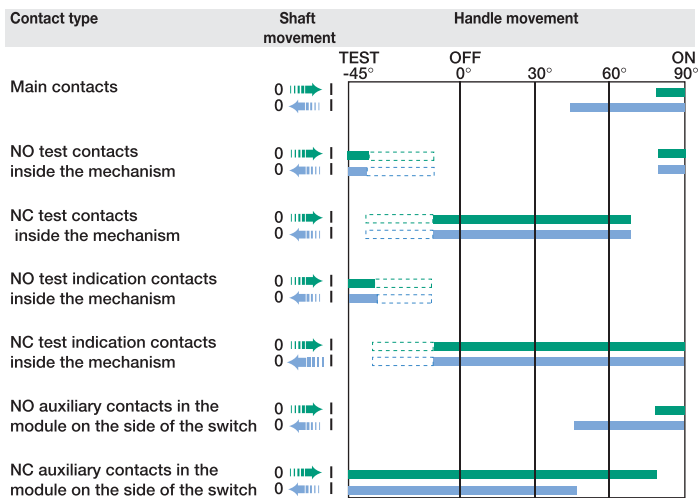 Contact type Shaft movement Handle movement
TEST OFF ON
-45° 0° 30° 60° 90°
Main contacts
0 I
0 I
NO test contacts
inside the mechanism
0 I
0 I
NC test contacts
inside the mechanism
0 I
0 I
NO test indication contacts
inside the mechanism
0 I
0 I
NC test indication contacts
inside the mechanism
0 I
0 I
NO auxiliary contacts in the
module on the side of the switch
0 I
0 I
NC auxiliary contacts in the
module on the side of the switch
0 I
0 I